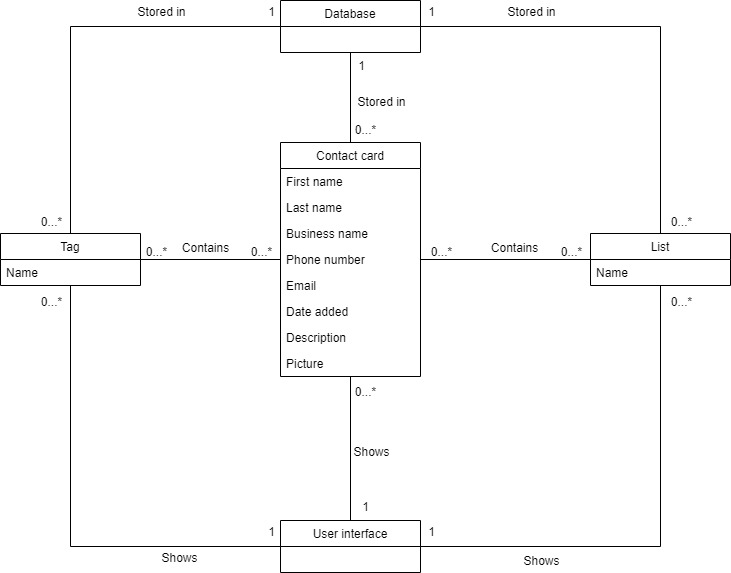 Stored in 1 Database 1 Stored in
1
Stored in
0...*
Contact card
First name
Last name
Business name
Phone number
Email
Date added
Description
Picture
0...* 0...*
Tag 0...* Contains 0...* 0...* Contains 0...* List
Name Name
0...* 0...*
0...*
Shows
1
1 User interface 1
Shows Shows